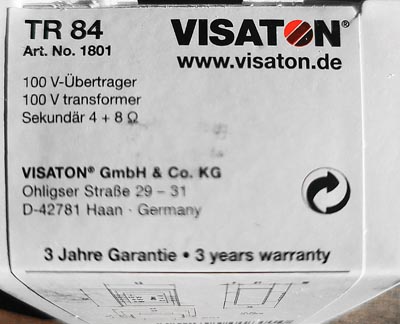 TR 84
Art. No. 1801
VISATON®
www.visaton.de
100 V-Übertrager
100 V transformer
Sekundär 4 + 8 Ω
VISATON® GmbH & Co. KG
Ohligser Straße 29 – 31
D-42781 Haan · Germany
3 Jahre Garantie • 3 years warranty